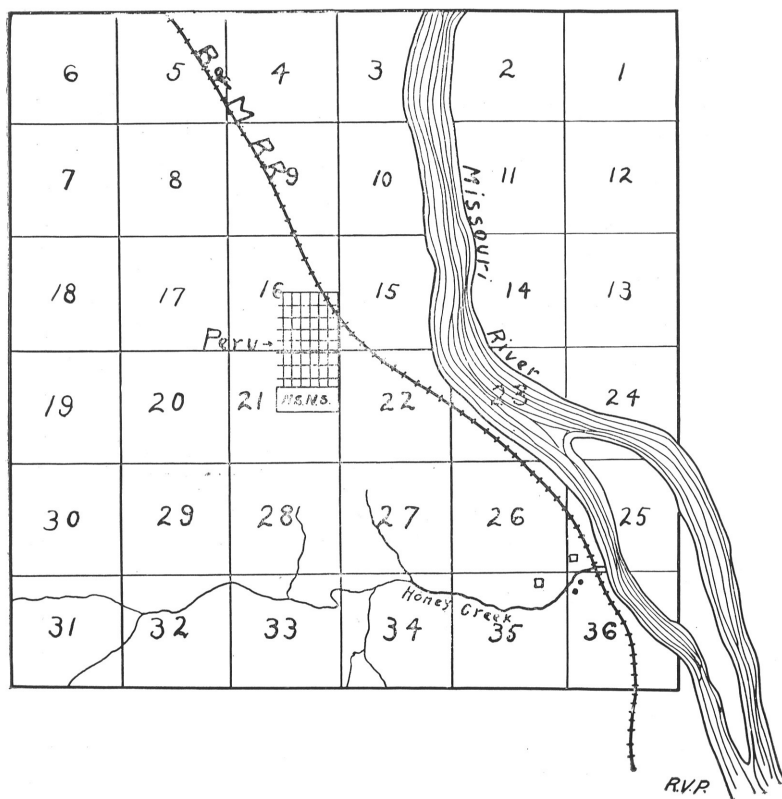 6 5 4 3 2 1
B & M RR
7 8 9 10 11 12
Missouri River
18 17 16 15 14 13
Peru
19 20 21 22 23 24
N.S.N.S.
30 29 28 27 26 25
Honey Creek
31 32 33 34 35 36
R.V.P.